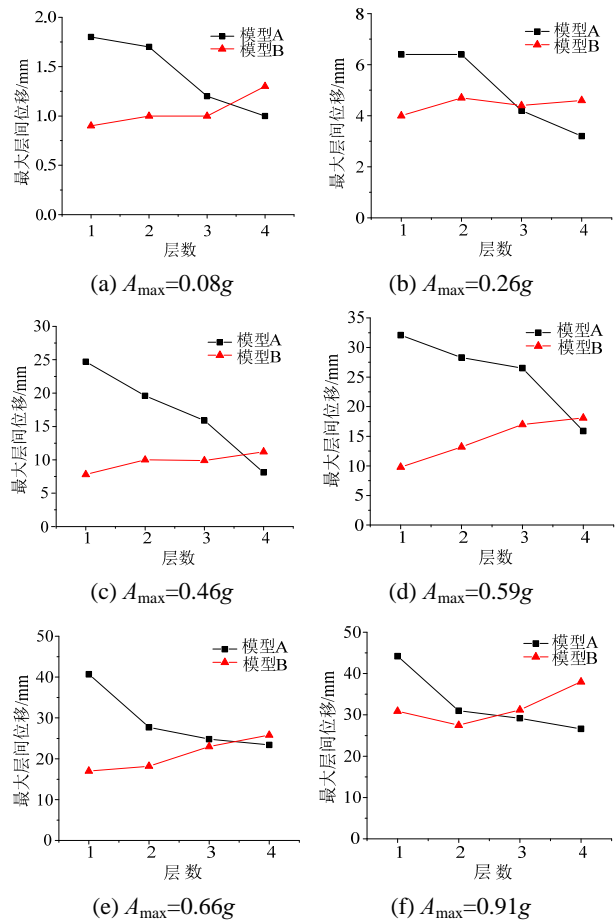 2.0
1.5
1.0
0.5
0.0
最大层间位移/mm
模型A
模型B
1 2 3 4
层数
(a) Amax=0.08g
8
6
4
2
0
最大层间位移/mm
模型A
模型B
1 2 3 4
层数
(b) Amax=0.26g
30
25
20
15
10
5
0
最大层间位移/mm
模型A
模型B
1 2 3 4
层数
(c) Amax=0.46g
35
30
25
20
15
10
5
0
最大层间位移/mm
模型A
模型B
1 2 3 4
层数
(d) Amax=0.59g
50
40
30
20
10
0
最大层间位移/mm
模型A
模型B
1 2 3 4
层 数
(e) Amax=0.66g
50
40
30
20
10
0
最大层间位移/mm
模型A
模型B
1 2 3 4
层数
(f) Amax=0.91g